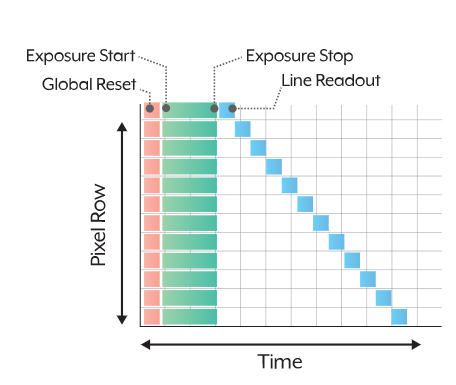 Exposure Start
Exposure Stop
Global Reset
Line Readout
Pixel Row
Time